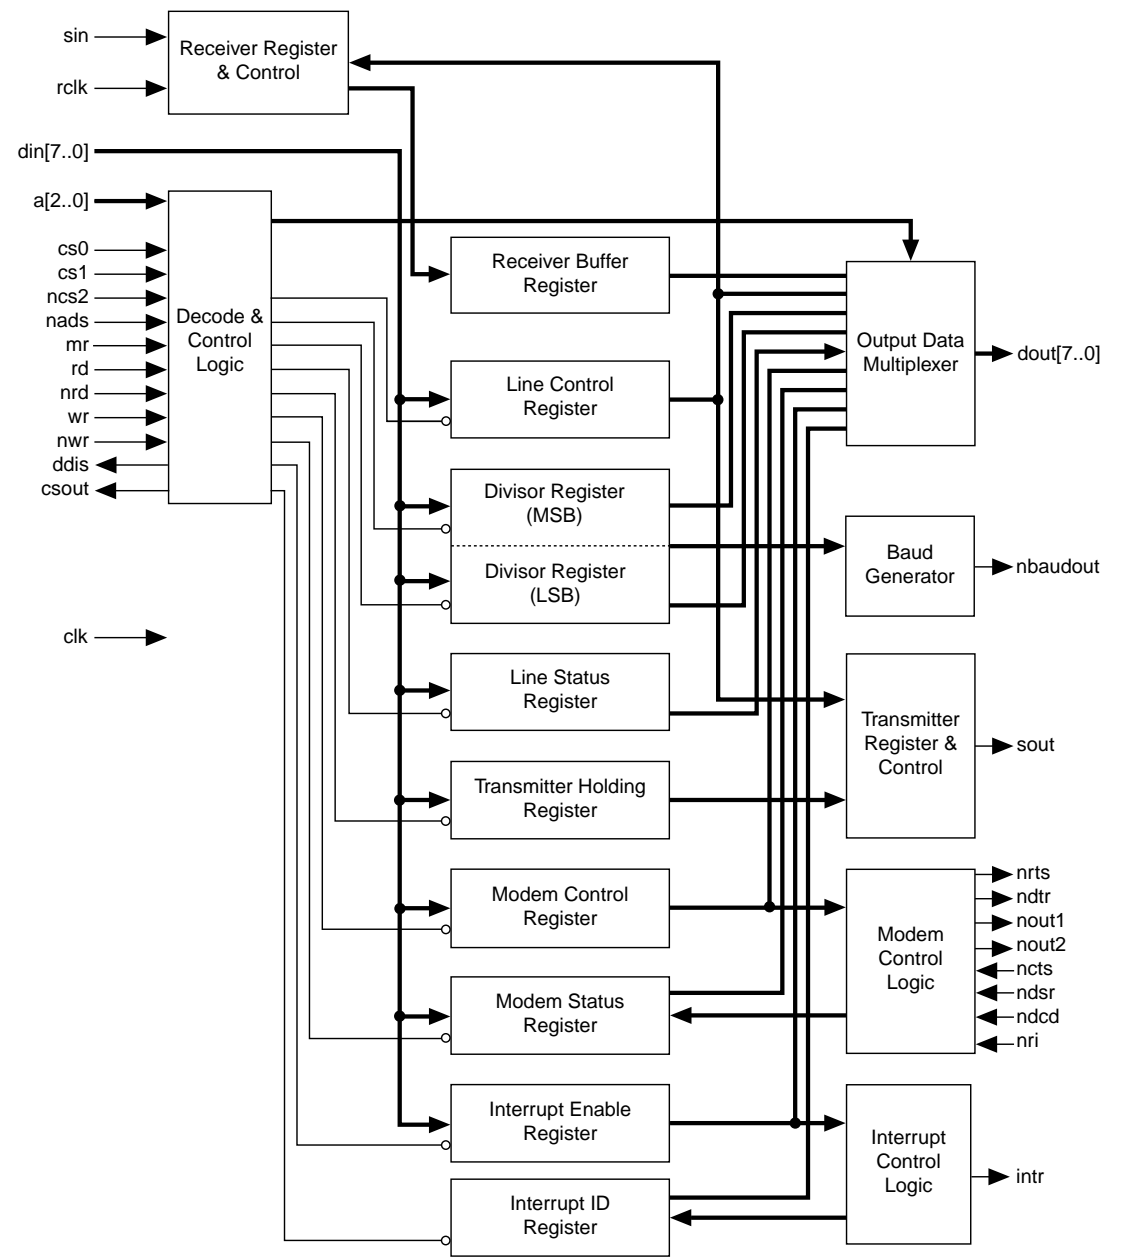 sin
rclk
Receiver Register
& Control
din[7..0]
a[2..0]
cs0
cs1
ncs2
nads
mr
rd
nrd
wr
nwr
ddis
csout
Decode &
Control
Logic
clk
Receiver Buffer
Register
Line Control
Register
Divisor Register
(MSB)
Divisor Register
(LSB)
Line Status
Register
Transmitter Holding
Register
Modem Control
Register
Modem Status
Register
Interrupt Enable
Register
Interrupt ID
Register
Output Data
Multiplexer
dout[7..0]
Baud
Generator
nbaudout
Transmitter
Register &
Control
sout
Modem
Control
Logic
nrts
ndtr
nout1
nout2
ncts
ndsr
ndcd
nri
Interrupt
Control
Logic
intr